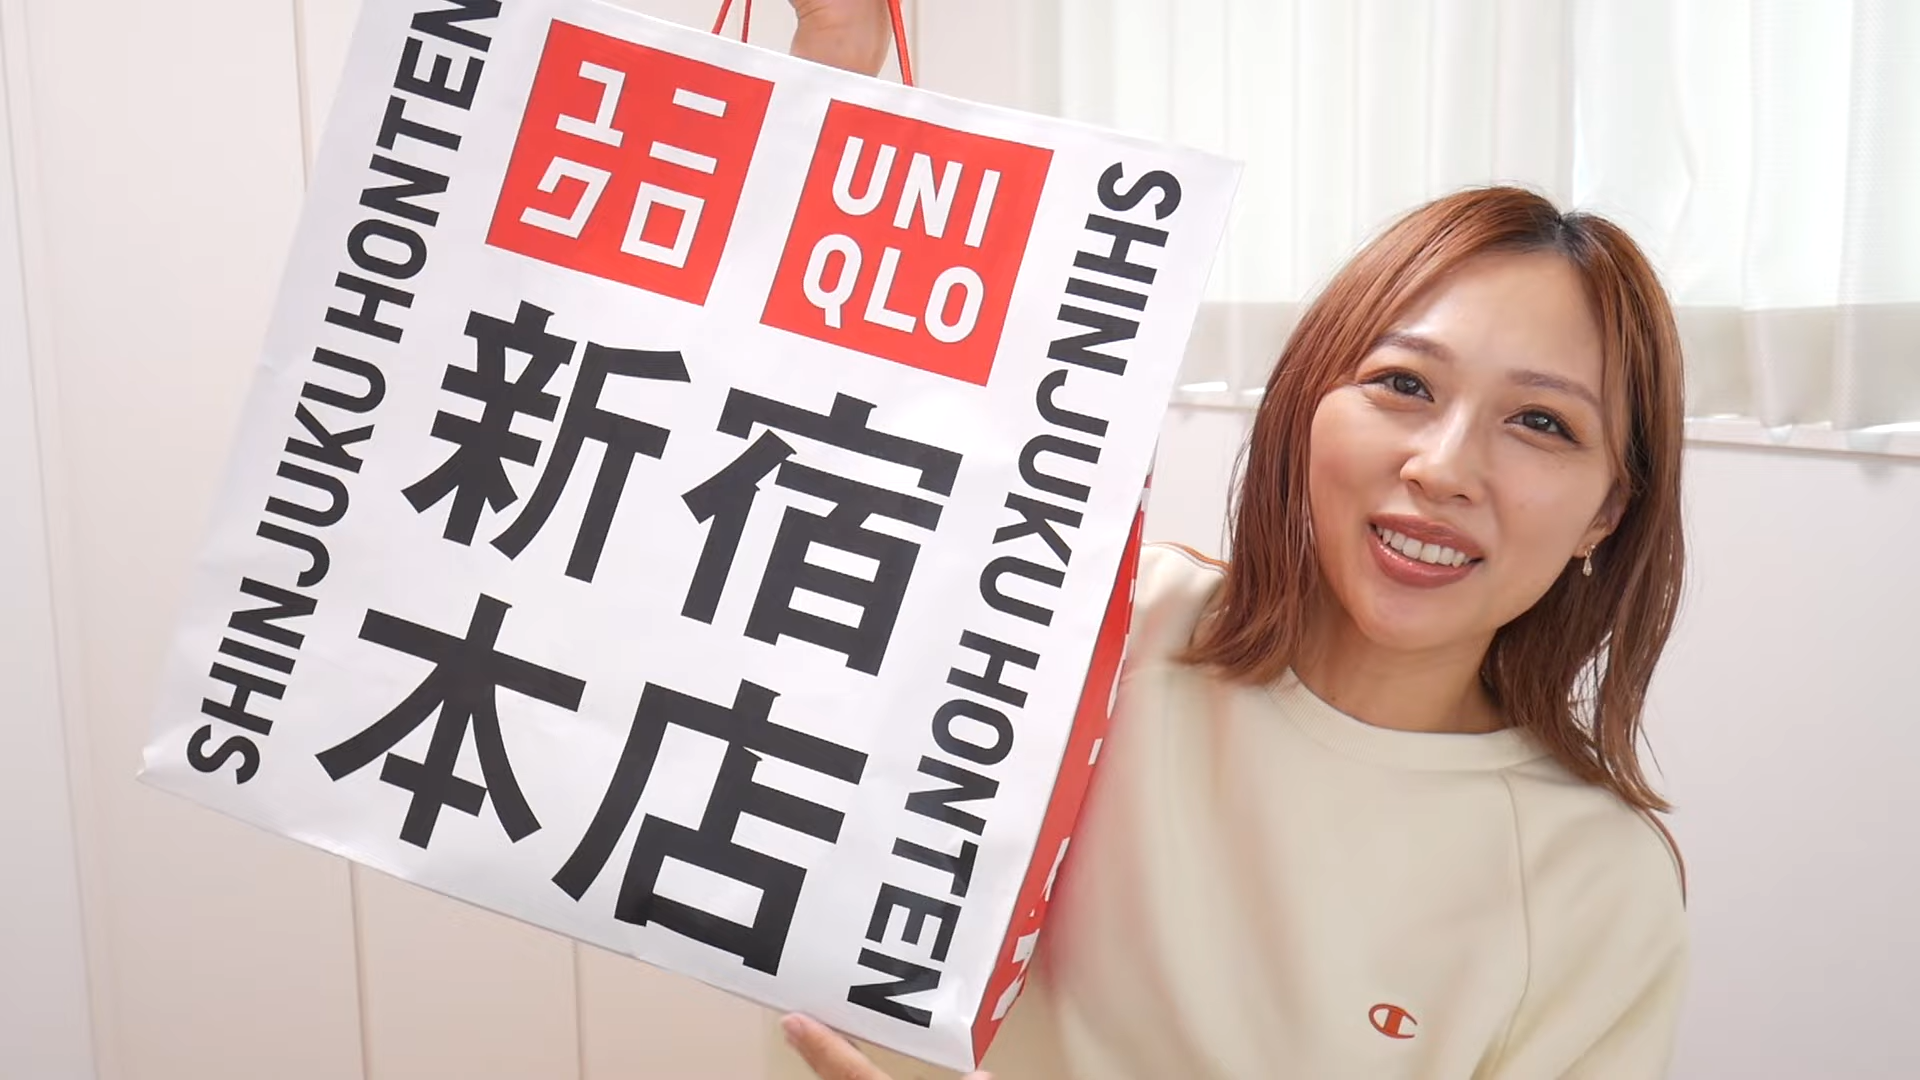 SHINJUKU HONTEN
ユニ
クロ
UNI
QLO
新宿
本店
SHINJUKU HONTEN